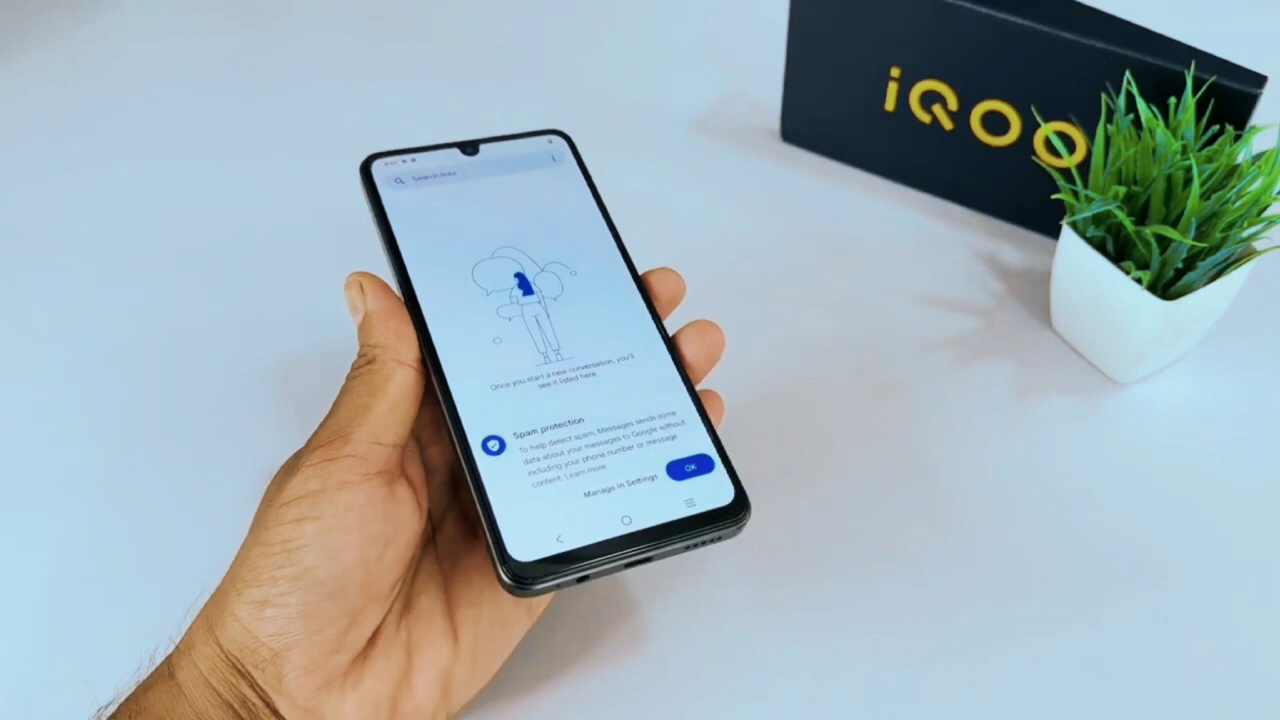 iQOO
Search links
Once you start a new conversation, you'll
see it listed here
Spam protection
To help detect spam, Messages sends some
data about your messages to Google without
including your phone number or message
content. Learn more
Manage in Settings
OK